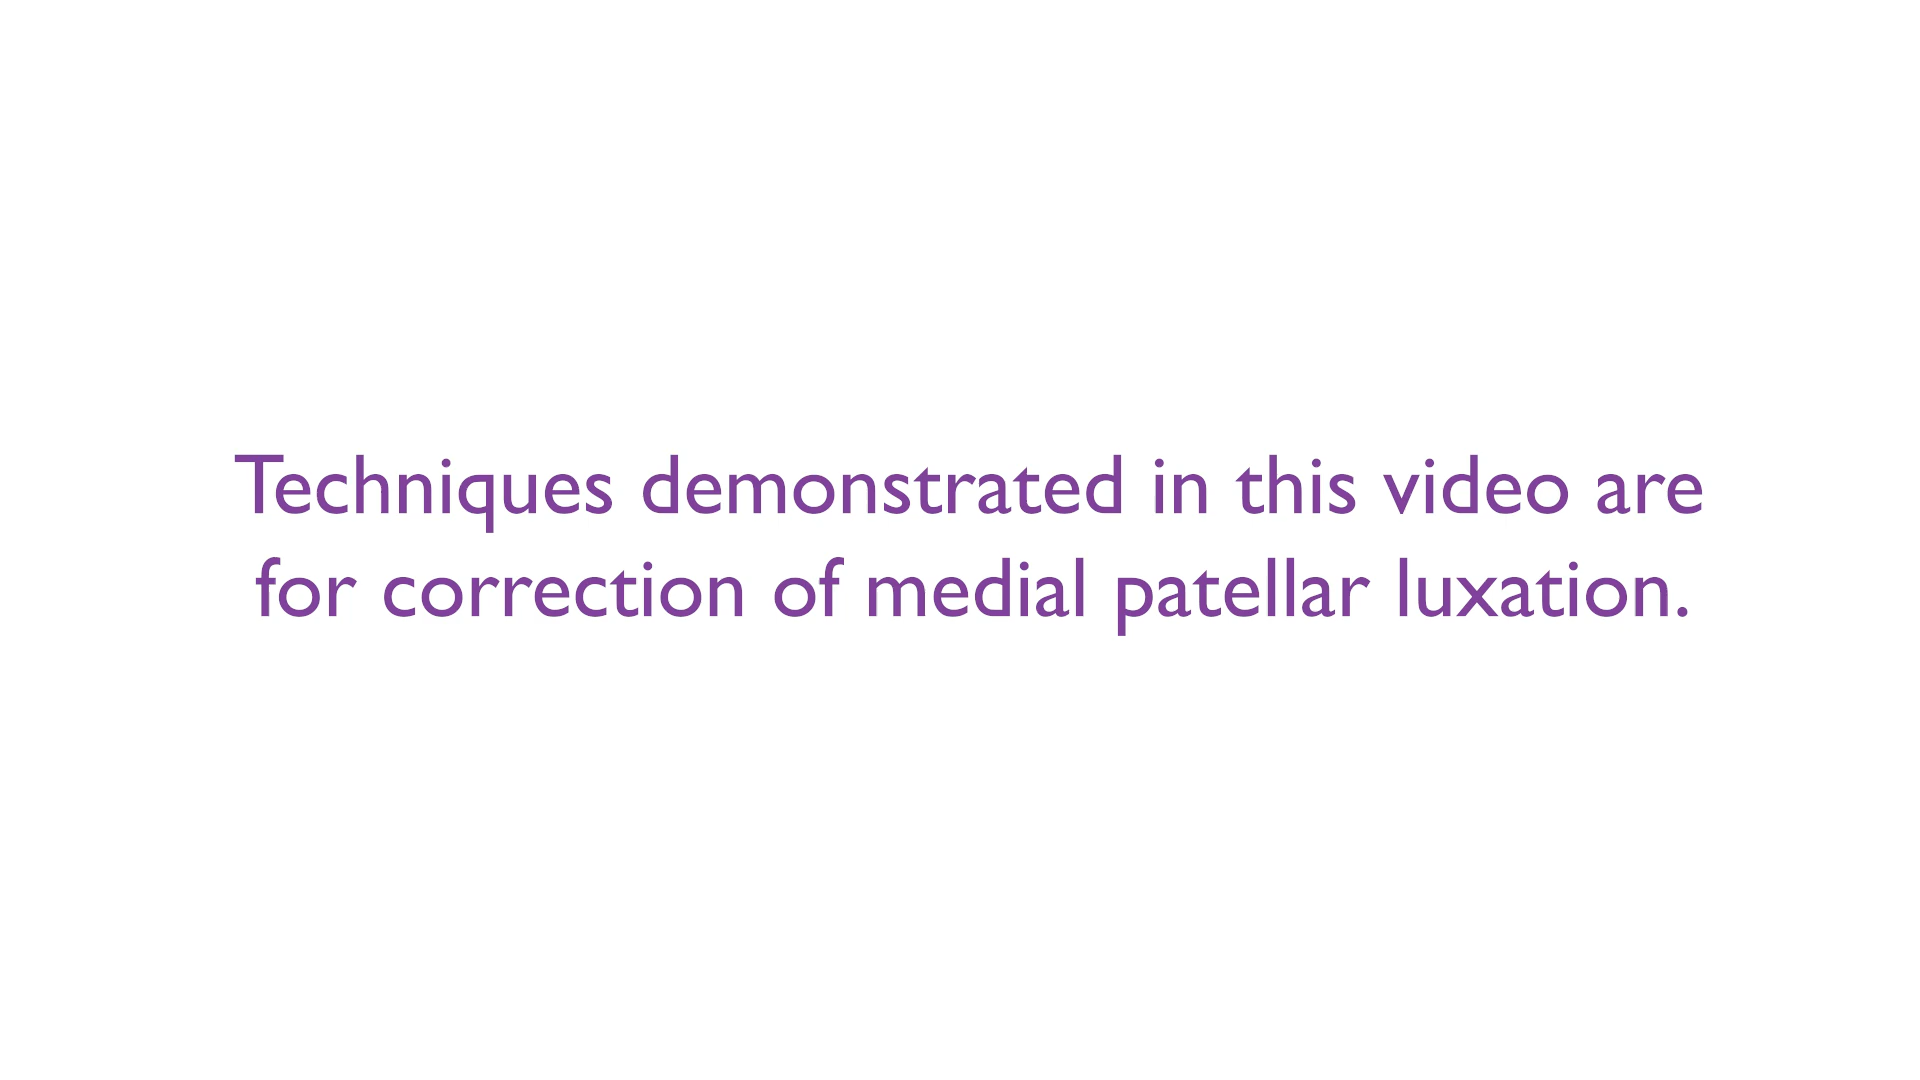 Techniques demonstrated in this video are
for correction of medial patellar luxation.